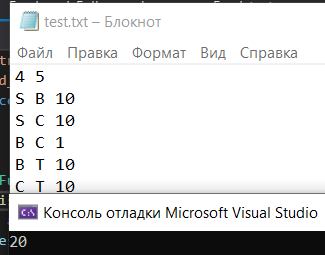 test.txt – Блокнот
Файл Правка Формат Вид Справка
4 5
S B 10
S C 10
B C 1
B T 10
C T 10
Консоль отладки Microsoft Visual Studio
20